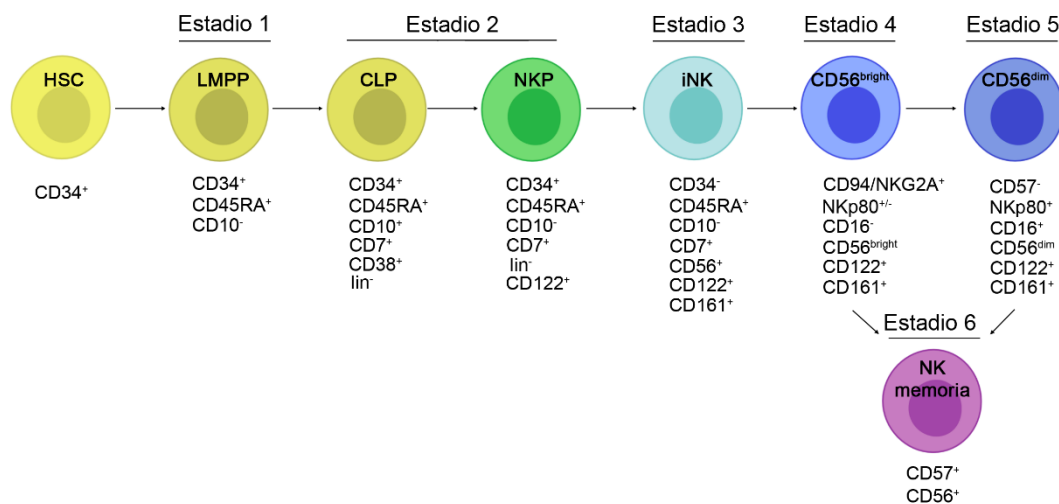 Estadio 1
Estadio 2
Estadio 3
Estadio 4
Estadio 5
HSC
LMPP
CLP
NKP
iNK
CD56ᵇʳⁱᵍʰᵗ
CD56ᵈⁱᵐ
CD34⁺
CD34⁺
CD45RA⁺
CD10⁻
CD34⁺
CD45RA⁺
CD10⁺
CD7⁺
CD38⁺
lin⁻
CD34⁺
CD45RA⁺
CD10⁻
CD7⁺
lin⁻
CD122⁺
CD34⁻
CD45RA⁺
CD10⁻
CD7⁺
CD56⁺
CD122⁺
CD161⁺
CD94/NKG2A⁺
NKp80⁺/⁻
CD16⁻
CD56ᵇʳⁱᵍʰᵗ
CD122⁺
CD161⁺
CD57⁻
NKp80⁺
CD16⁺
CD56ᵈⁱᵐ
CD122⁺
CD161⁺
Estadio 6
NK
memoria
CD57⁺
CD56⁺